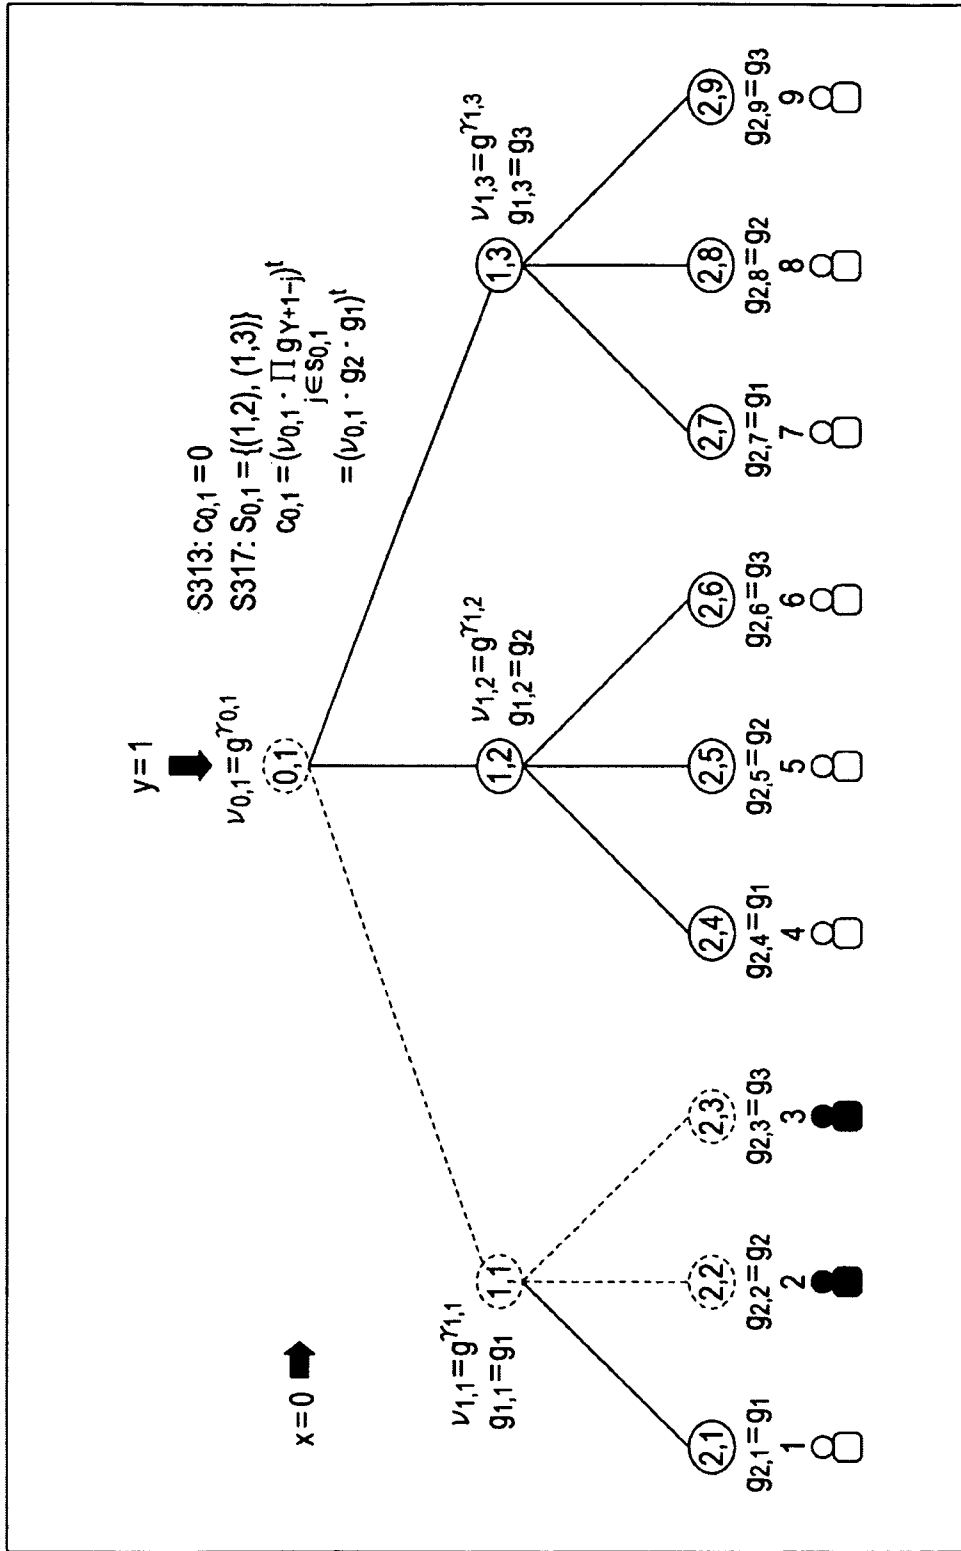 y=1
x=0
ν0,1=g^γ0,1
0,1
S313: c0,1=0
S317: S0,1={(1,2), (1,3)}
c0,1=(ν0,1 · ∏ gγ+1−j)^t
j∈s0,1
=(ν0,1 · g2 · g1)^t
ν1,1=g^γ1,1
g1,1=g1
1,1
ν1,2=g^γ1,2
g1,2=g2
1,2
ν1,3=g^γ1,3
g1,3=g3
1,3
2,1 2,2 2,3 2,4 2,5 2,6 2,7 2,8 2,9
g2,1=g1 g2,2=g2 g2,3=g3 g2,4=g1 g2,5=g2 g2,6=g3 g2,7=g1 g2,8=g2 g2,9=g3
1 2 3 4 5 6 7 8 9